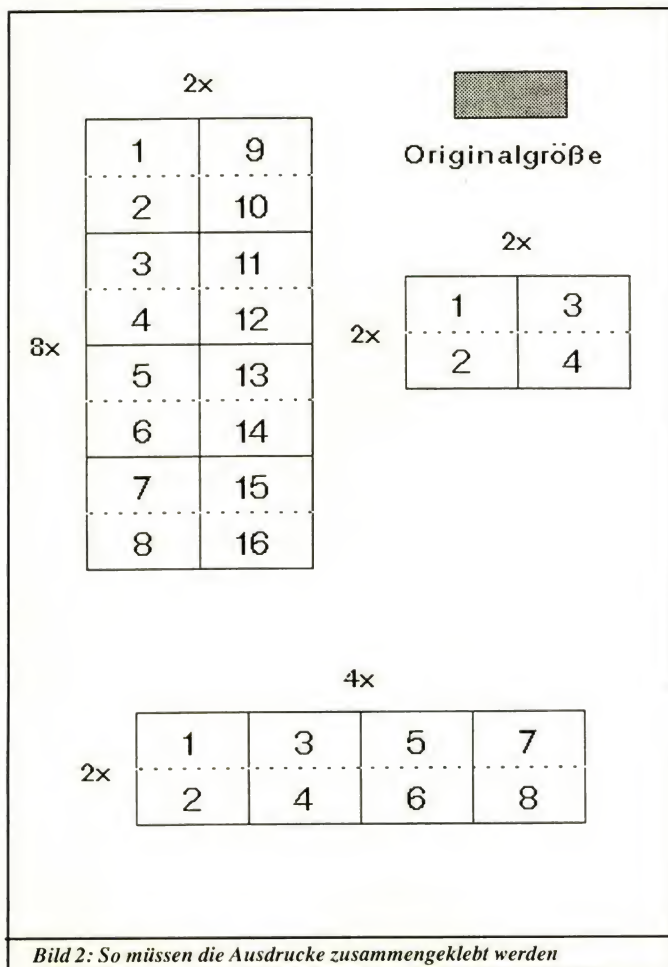 2x
1 9
2 10
3 11
4 12
8x
5 13
6 14
7 15
8 16
Originalgröße
2x
1 3
2x
2 4
4x
1 3 5 7
2x
2 4 6 8
Bild 2: So müssen die Ausdrucke zusammengeklebt werden